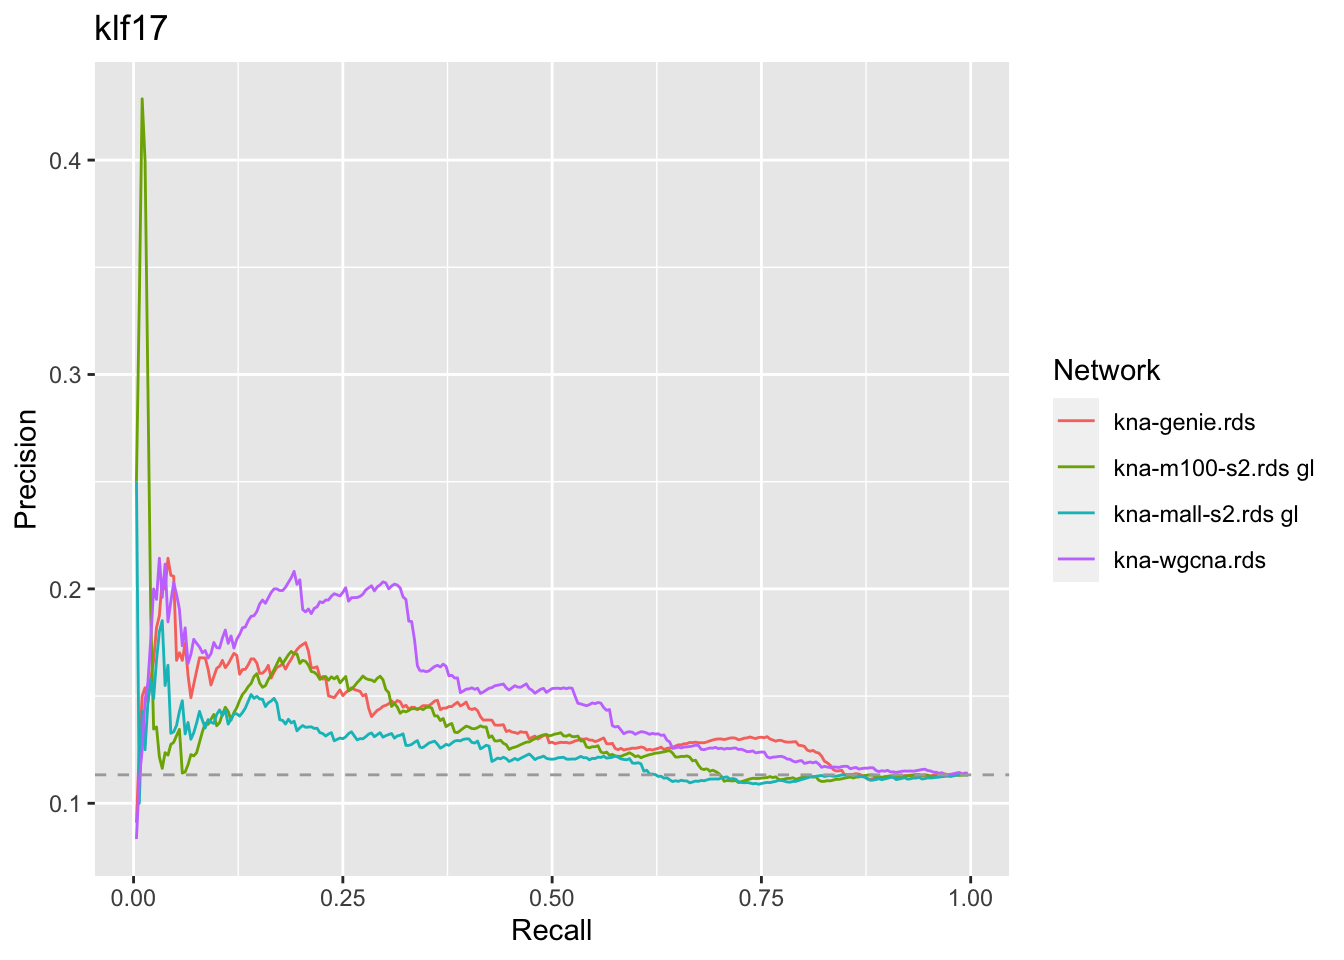 klf17
0.4
0.3
0.2
0.1
Precision
0.00 0.25 0.50 0.75 1.00
Recall
Network
kna-genie.rds
kna-m100-s2.rds gl
kna-mall-s2.rds gl
kna-wgcna.rds